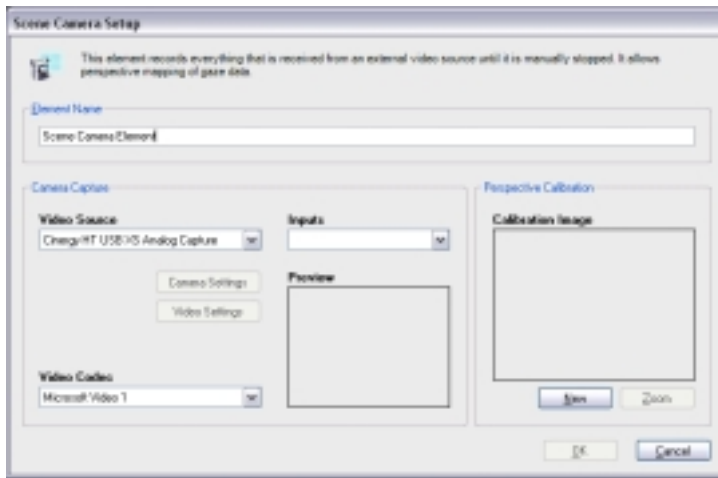 Scene Camera Setup
This element records everything that is received from an external video source until it is manually stopped. It allows
perspective mapping of gaze data.
Element Name
Scene Camera Element
Camera Capture
Perspective Calibration
Video Source
Inputs
Calibration Image
Cinergy HT USB XS Analog Capture
Camera Settings
Preview
Video Settings
Video Codec
Microsoft Video 1
New
Zoom
OK
Cancel